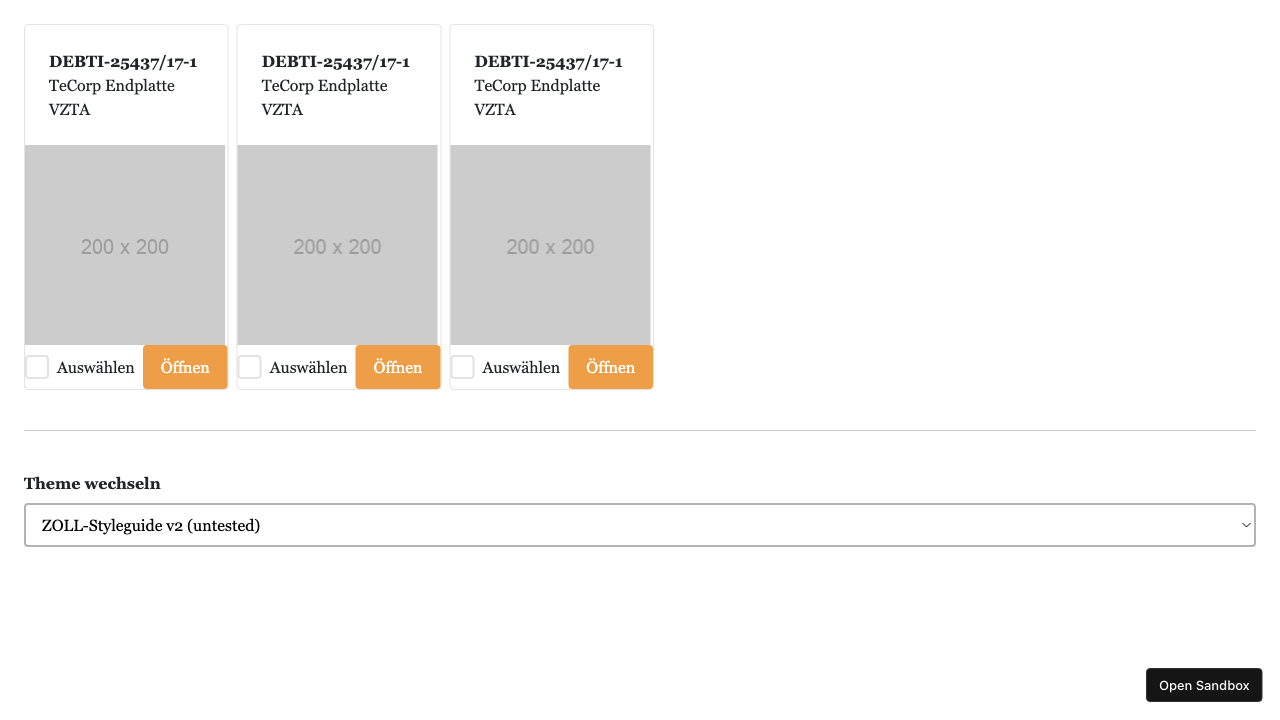 DEBTI-25437/17-1
TeCorp Endplatte
VZTA
200 x 200
Auswählen Öffnen
DEBTI-25437/17-1
TeCorp Endplatte
VZTA
200 x 200
Auswählen Öffnen
DEBTI-25437/17-1
TeCorp Endplatte
VZTA
200 x 200
Auswählen Öffnen
Theme wechseln
ZOLL-Styleguide v2 (untested)
Open Sandbox